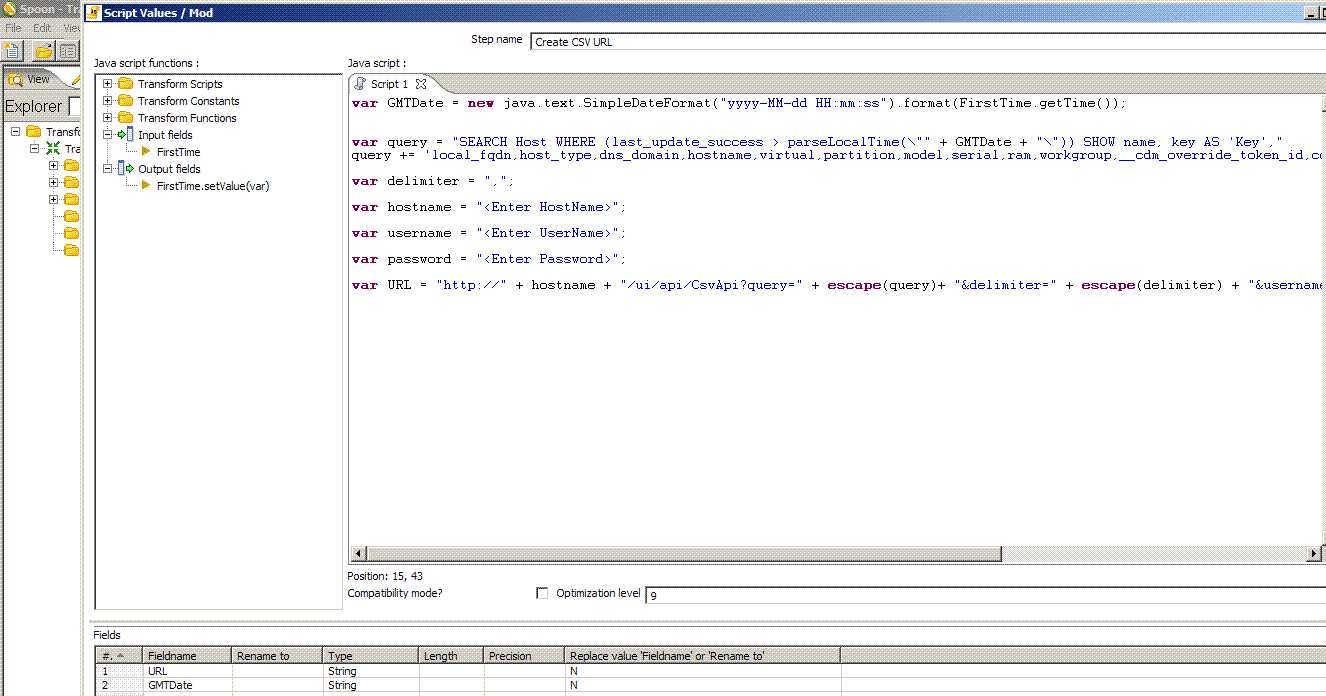 Spoon - Tra
Script Values / Mod
File Edit View
Step name Create CSV URL
Java script functions :
Java script :
View
Transform Scripts
Transform Constants
Transform Functions
Input fields
FirstTime
Output fields
FirstTime.setValue(var)
Explorer
Transfo
Tra
Script 1
var GMTDate = new java.text.SimpleDateFormat("yyyy-MM-dd HH:mm:ss").format(FirstTime.getTime());
var query = "SEARCH Host WHERE (last_update_success > parseLocalTime(\"" + GMTDate + "\")) SHOW name, key AS 'Key',"
query += 'local_fqdn,host_type,dns_domain,hostname,virtual,partition,model,serial,ram,workgroup,__cdm_override_token_id,co
var delimiter = ",";
var hostname = "<Enter HostName>";
var username = "<Enter UserName>";
var password = "<Enter Password>";
var URL = "http://" + hostname + "/ui/api/CsvApi?query=" + escape(query)+ "&delimiter=" + escape(delimiter) + "&username
Position: 15, 43
Compatibility mode? Optimization level 9
Fields
#. Fieldname Rename to Type Length Precision Replace value 'Fieldname' or 'Rename to'
1 URL String N
2 GMTDate String N